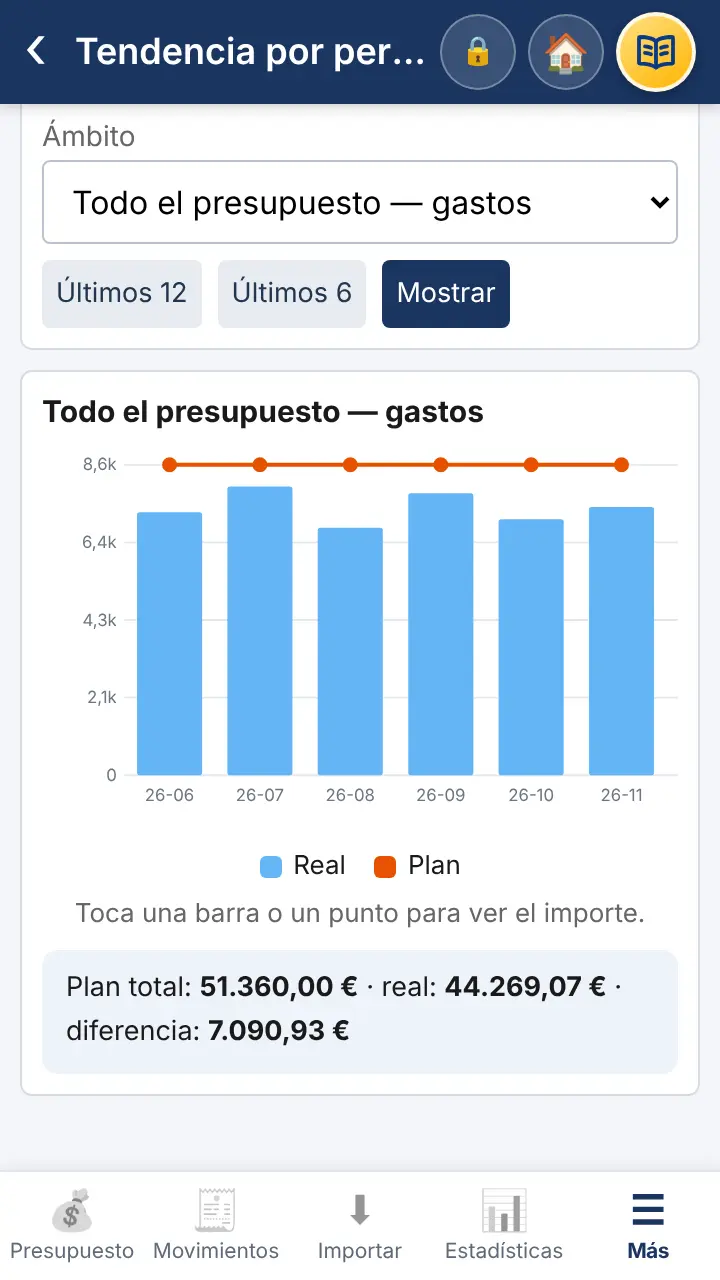 Tendencia por per...
Ámbito
Todo el presupuesto — gastos
Últimos 12
Últimos 6
Mostrar
Todo el presupuesto — gastos
8,6k
6,4k
4,3k
2,1k
0
26-06 26-07 26-08 26-09 26-10 26-11
Real Plan
Toca una barra o un punto para ver el importe.
Plan total: 51.360,00 € · real: 44.269,07 € ·
diferencia: 7.090,93 €
Presupuesto Movimientos Importar Estadísticas Más